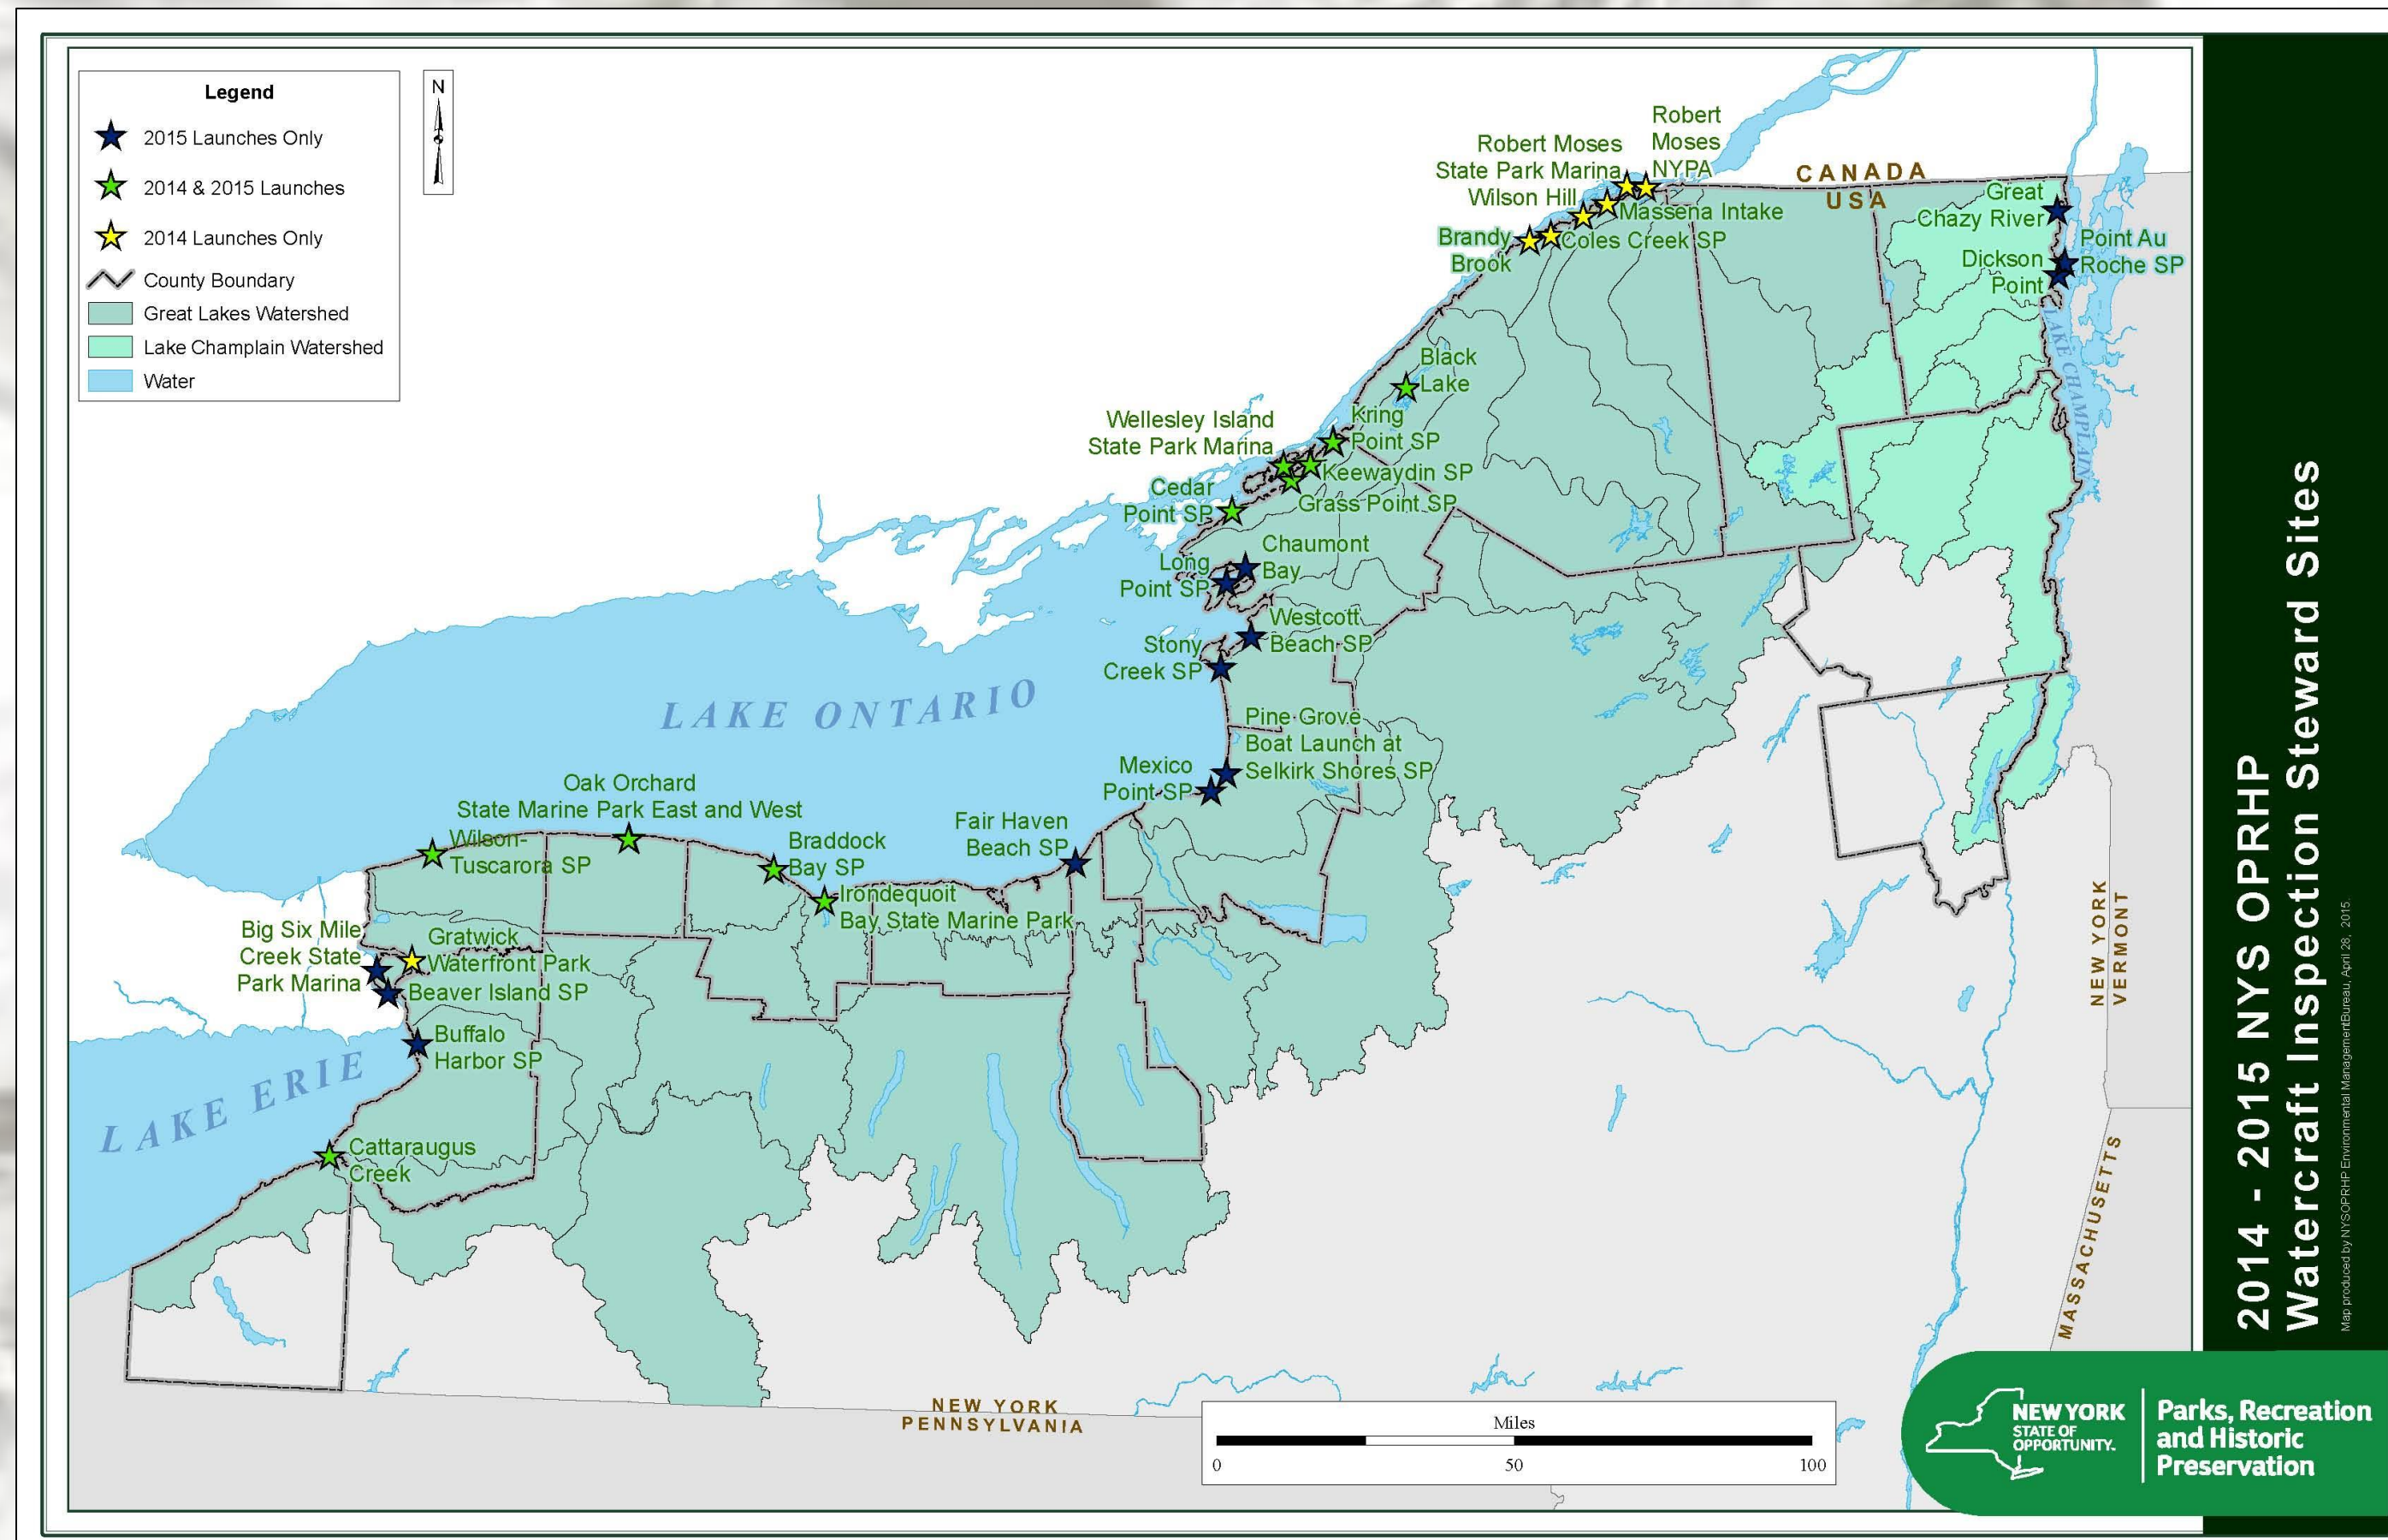 Legend
2015 Launches Only
2014 & 2015 Launches
2014 Launches Only
County Boundary
Great Lakes Watershed
Lake Champlain Watershed
Water
N
Robert
Moses
NYPA
Robert Moses
State Park Marina
Wilson Hill
Massena Intake
Brandy
Brook
Coles Creek SP
CANADA
USA
Great
Chazy River
Point Au
Roche SP
Dickson
Point
LAKE CHAMPLAIN
Black
Lake
Kring
Point SP
Wellesley Island
State Park Marina
Keewaydin SP
Grass Point SP
Cedar
Point SP
Chaumont
Bay
Long
Point SP
Westcott
Beach SP
Stony
Creek SP
LAKE ONTARIO
Pine Grove
Boat Launch at
Selkirk Shores SP
Mexico
Point SP
Oak Orchard
State Marine Park East and West
Fair Haven
Beach SP
Wilson-
Tuscarora SP
Braddock
Bay SP
Irondequoit
Bay State Marine Park
Big Six Mile
Creek State
Park Marina
Gratwick
Waterfront Park
Beaver Island SP
Buffalo
Harbor SP
LAKE ERIE
Cattaraugus
Creek
NEW YORK
VERMONT
MASSACHUSETTS
NEW YORK
PENNSYLVANIA
Miles
0 50 100
2014 - 2015 NYS OPRHP
Watercraft Inspection Steward Sites
Map produced by NYSOPRHP Environmental ManagementBureau, April 28, 2015.
NEW YORK
STATE OF
OPPORTUNITY.
Parks, Recreation
and Historic
Preservation